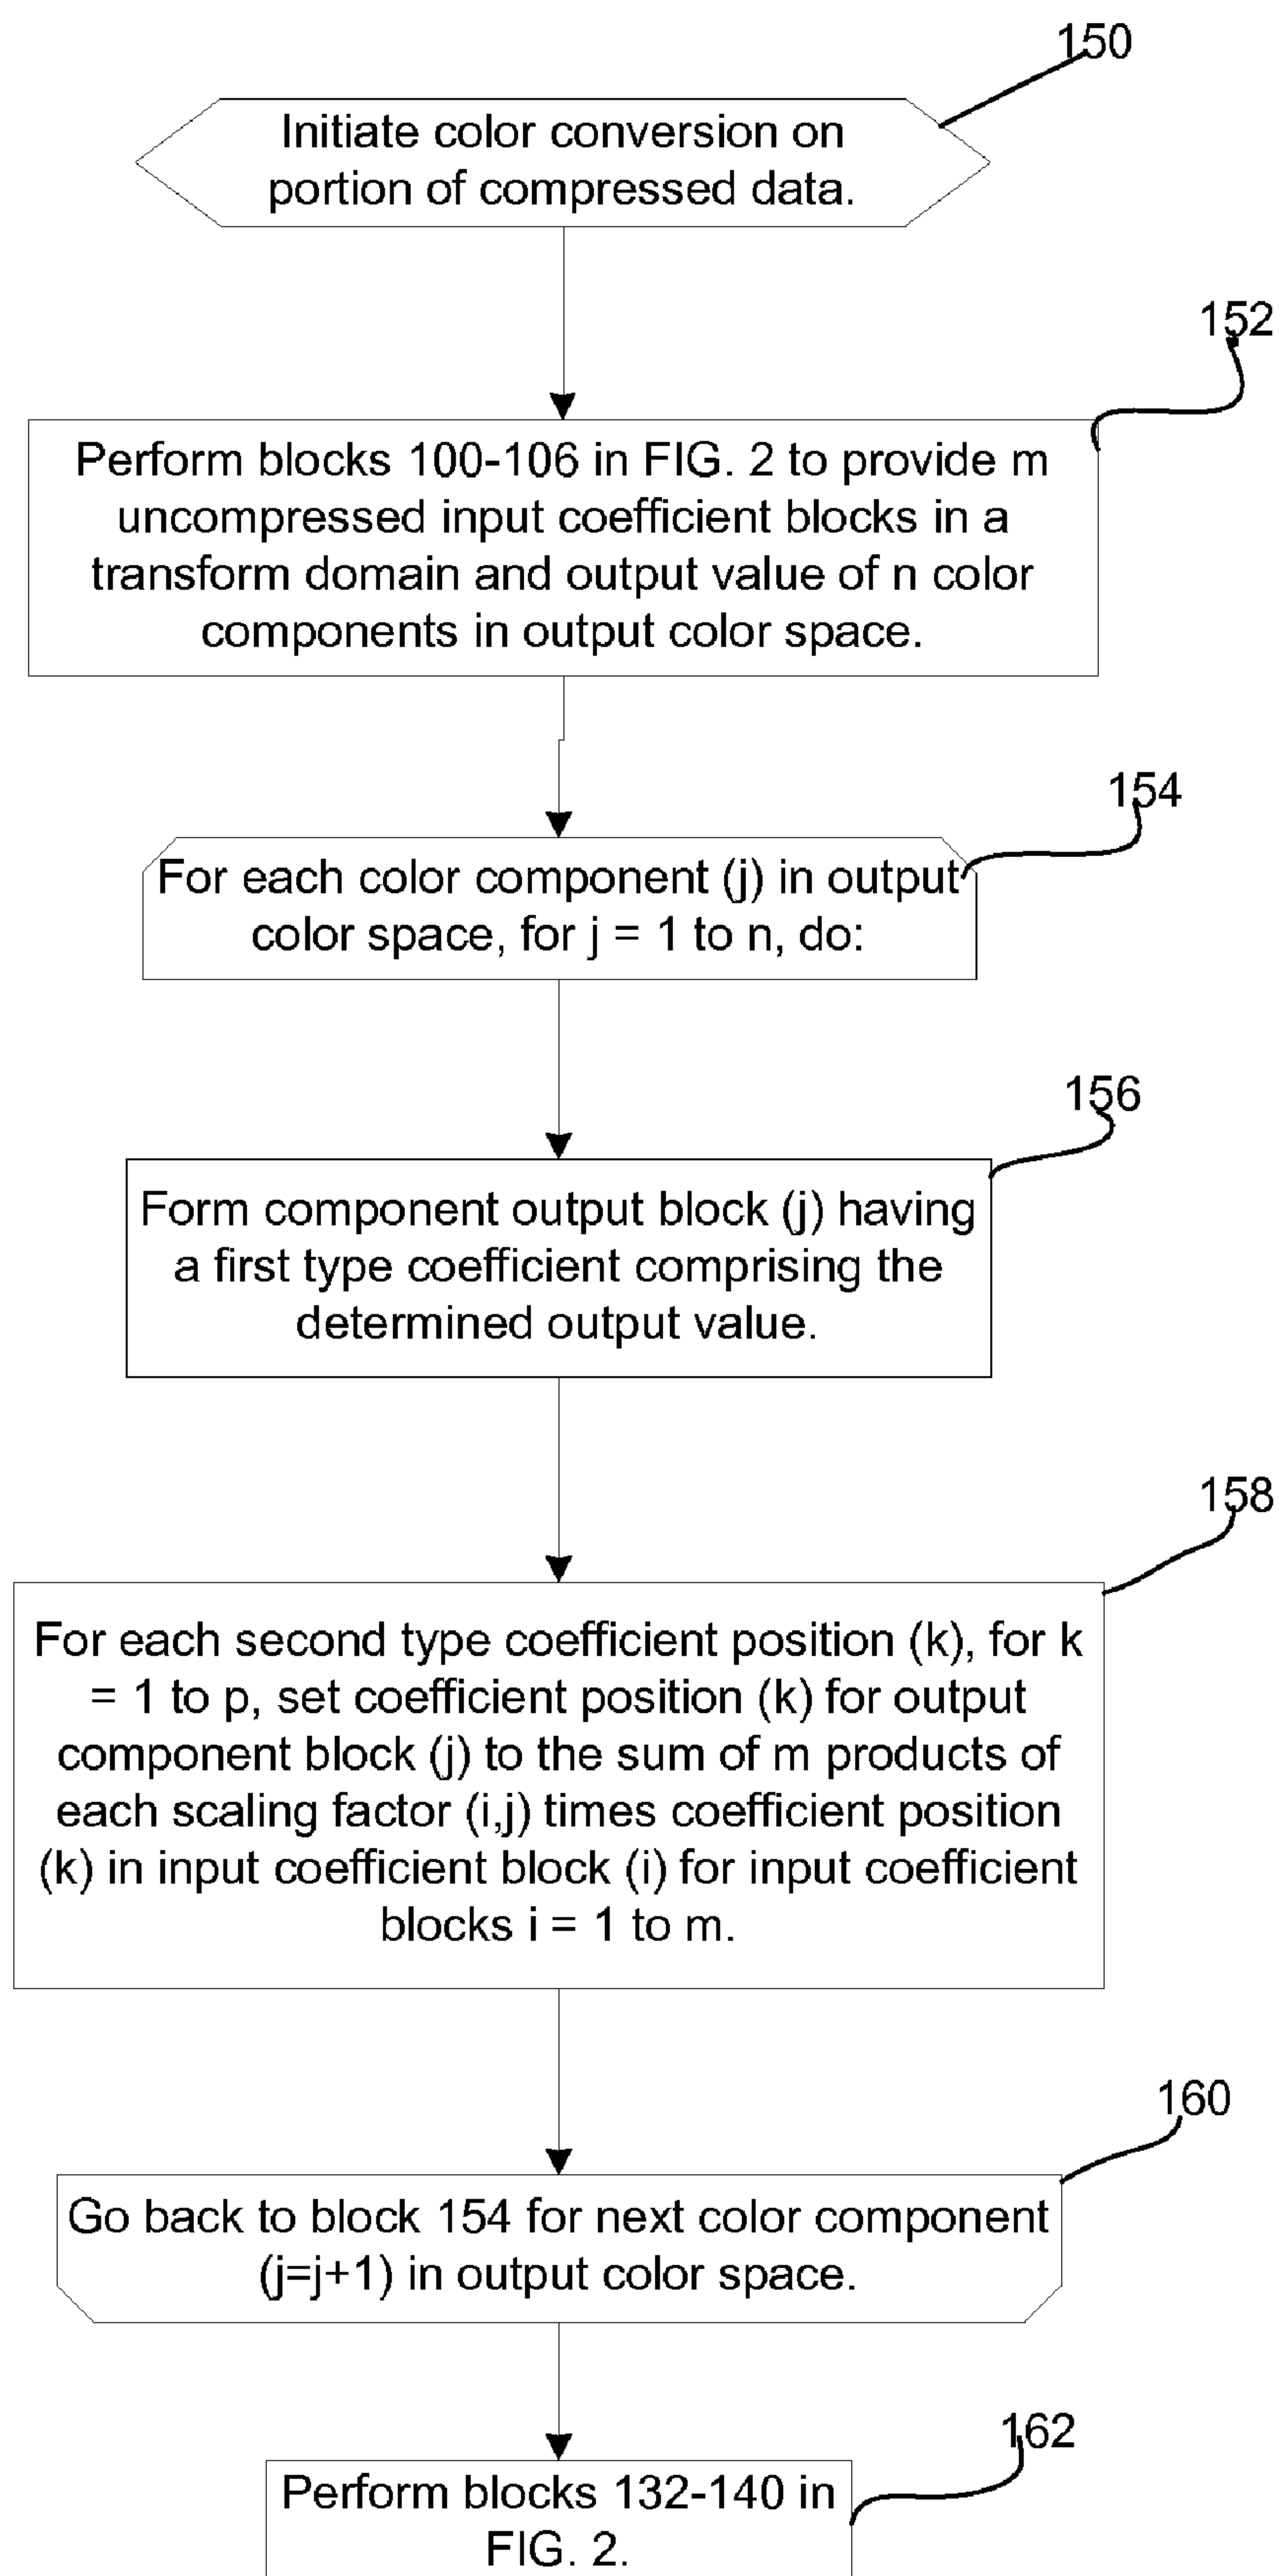 150
Initiate color conversion on
portion of compressed data.
152
Perform blocks 100-106 in FIG. 2 to provide m
uncompressed input coefficient blocks in a
transform domain and output value of n color
components in output color space.
154
For each color component (j) in output
color space, for j = 1 to n, do:
156
Form component output block (j) having
a first type coefficient comprising the
determined output value.
158
For each second type coefficient position (k), for k
= 1 to p, set coefficient position (k) for output
component block (j) to the sum of m products of
each scaling factor (i,j) times coefficient position
(k) in input coefficient block (i) for input coefficient
blocks i = 1 to m.
160
Go back to block 154 for next color component
(j=j+1) in output color space.
162
Perform blocks 132-140 in
FIG. 2.